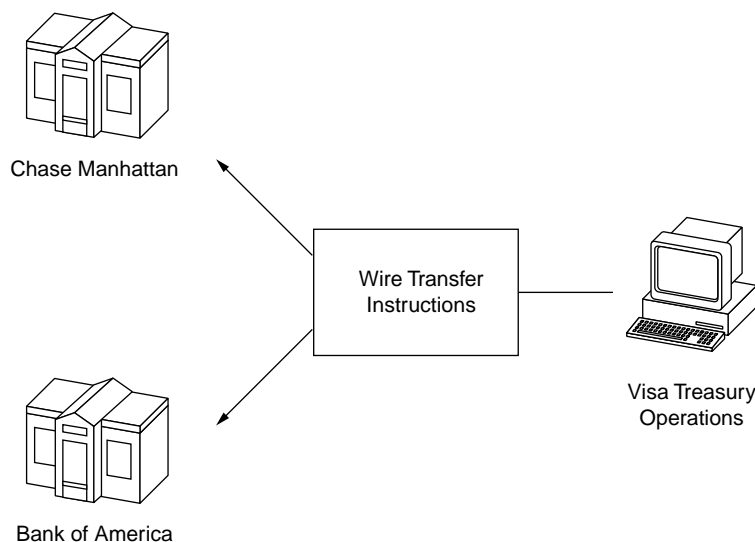 Chase Manhattan
Wire Transfer
Instructions
Visa Treasury
Operations
Bank of America